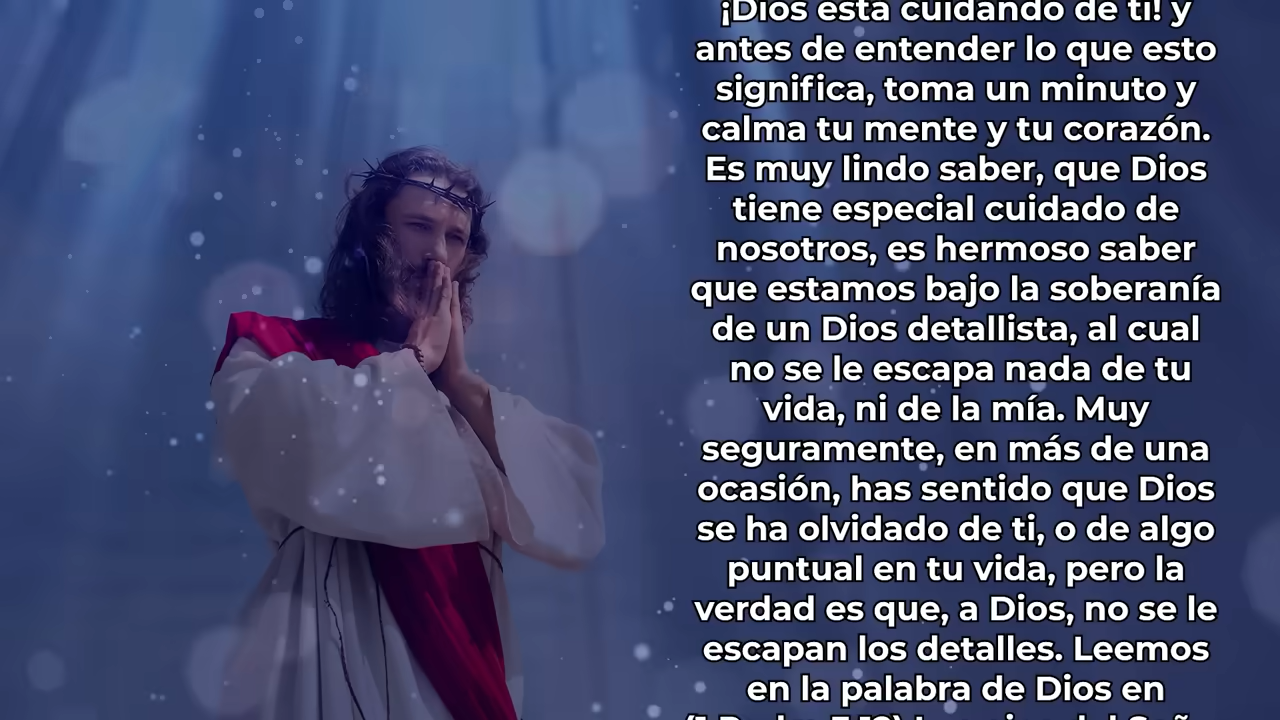 ¡Dios está cuidando de ti! y
antes de entender lo que esto
significa, toma un minuto y
calma tu mente y tu corazón.
Es muy lindo saber, que Dios
tiene especial cuidado de
nosotros, es hermoso saber
que estamos bajo la soberanía
de un Dios detallista, al cual
no se le escapa nada de tu
vida, ni de la mía. Muy
seguramente, en más de una
ocasión, has sentido que Dios
se ha olvidado de ti, o de algo
puntual en tu vida, pero la
verdad es que, a Dios, no se le
escapan los detalles. Leemos
en la palabra de Dios en